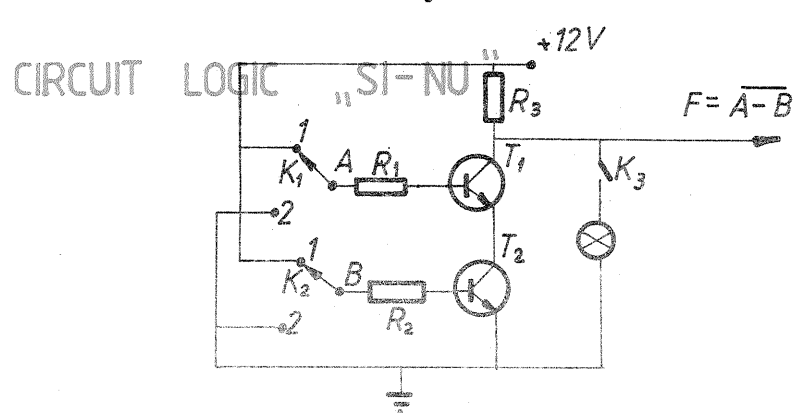 CIRCUIT LOGIC „SI-NU"
+12V
R3
F = A-B
1
K1
A
R1
T1
K3
2
1
K2
B
R2
T2
2